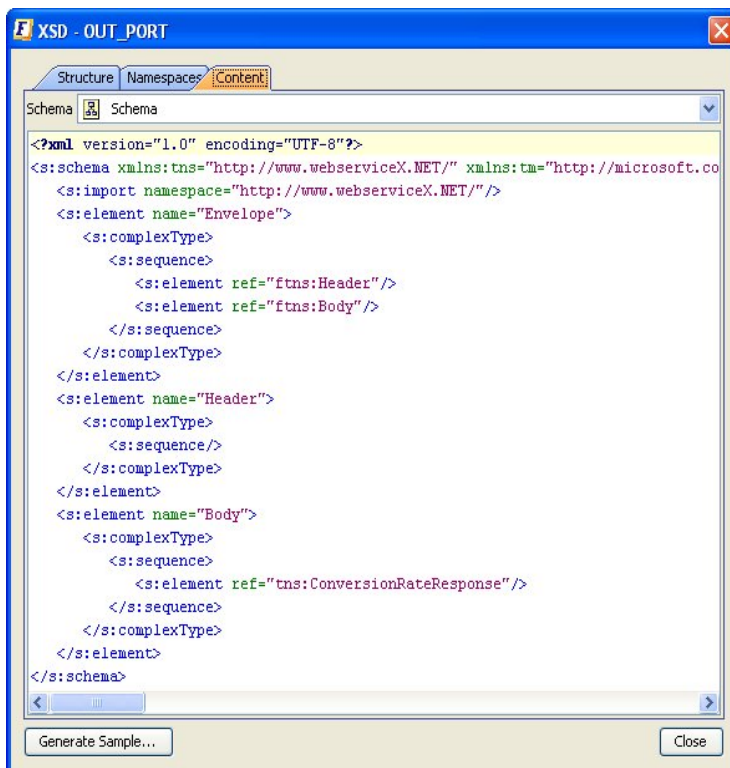 XSD - OUT_PORT
Structure Namespaces Content
Schema Schema
<?xml version="1.0" encoding="UTF-8"?>
<s:schema xmlns:tns="http://www.webserviceX.NET/" xmlns:tm="http://microsoft.co
<s:import namespace="http://www.webserviceX.NET/"/>
<s:element name="Envelope">
<s:complexType>
<s:sequence>
<s:element ref="ftns:Header"/>
<s:element ref="ftns:Body"/>
</s:sequence>
</s:complexType>
</s:element>
<s:element name="Header">
<s:complexType>
<s:sequence/>
</s:complexType>
</s:element>
<s:element name="Body">
<s:complexType>
<s:sequence>
<s:element ref="tns:ConversionRateResponse"/>
</s:sequence>
</s:complexType>
</s:element>
</s:schema>
Generate Sample... Close